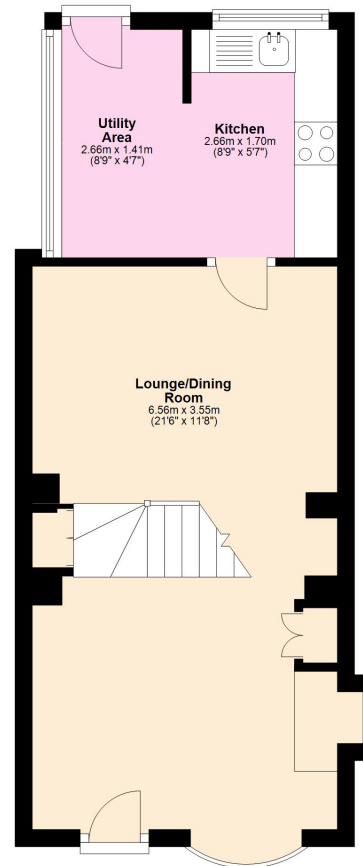 Utility
Area
2.66m x 1.41m
(8'9" x 4'7")
Kitchen
2.66m x 1.70m
(8'9" x 5'7")
Lounge/Dining
Room
6.56m x 3.55m
(21'6" x 11'8")